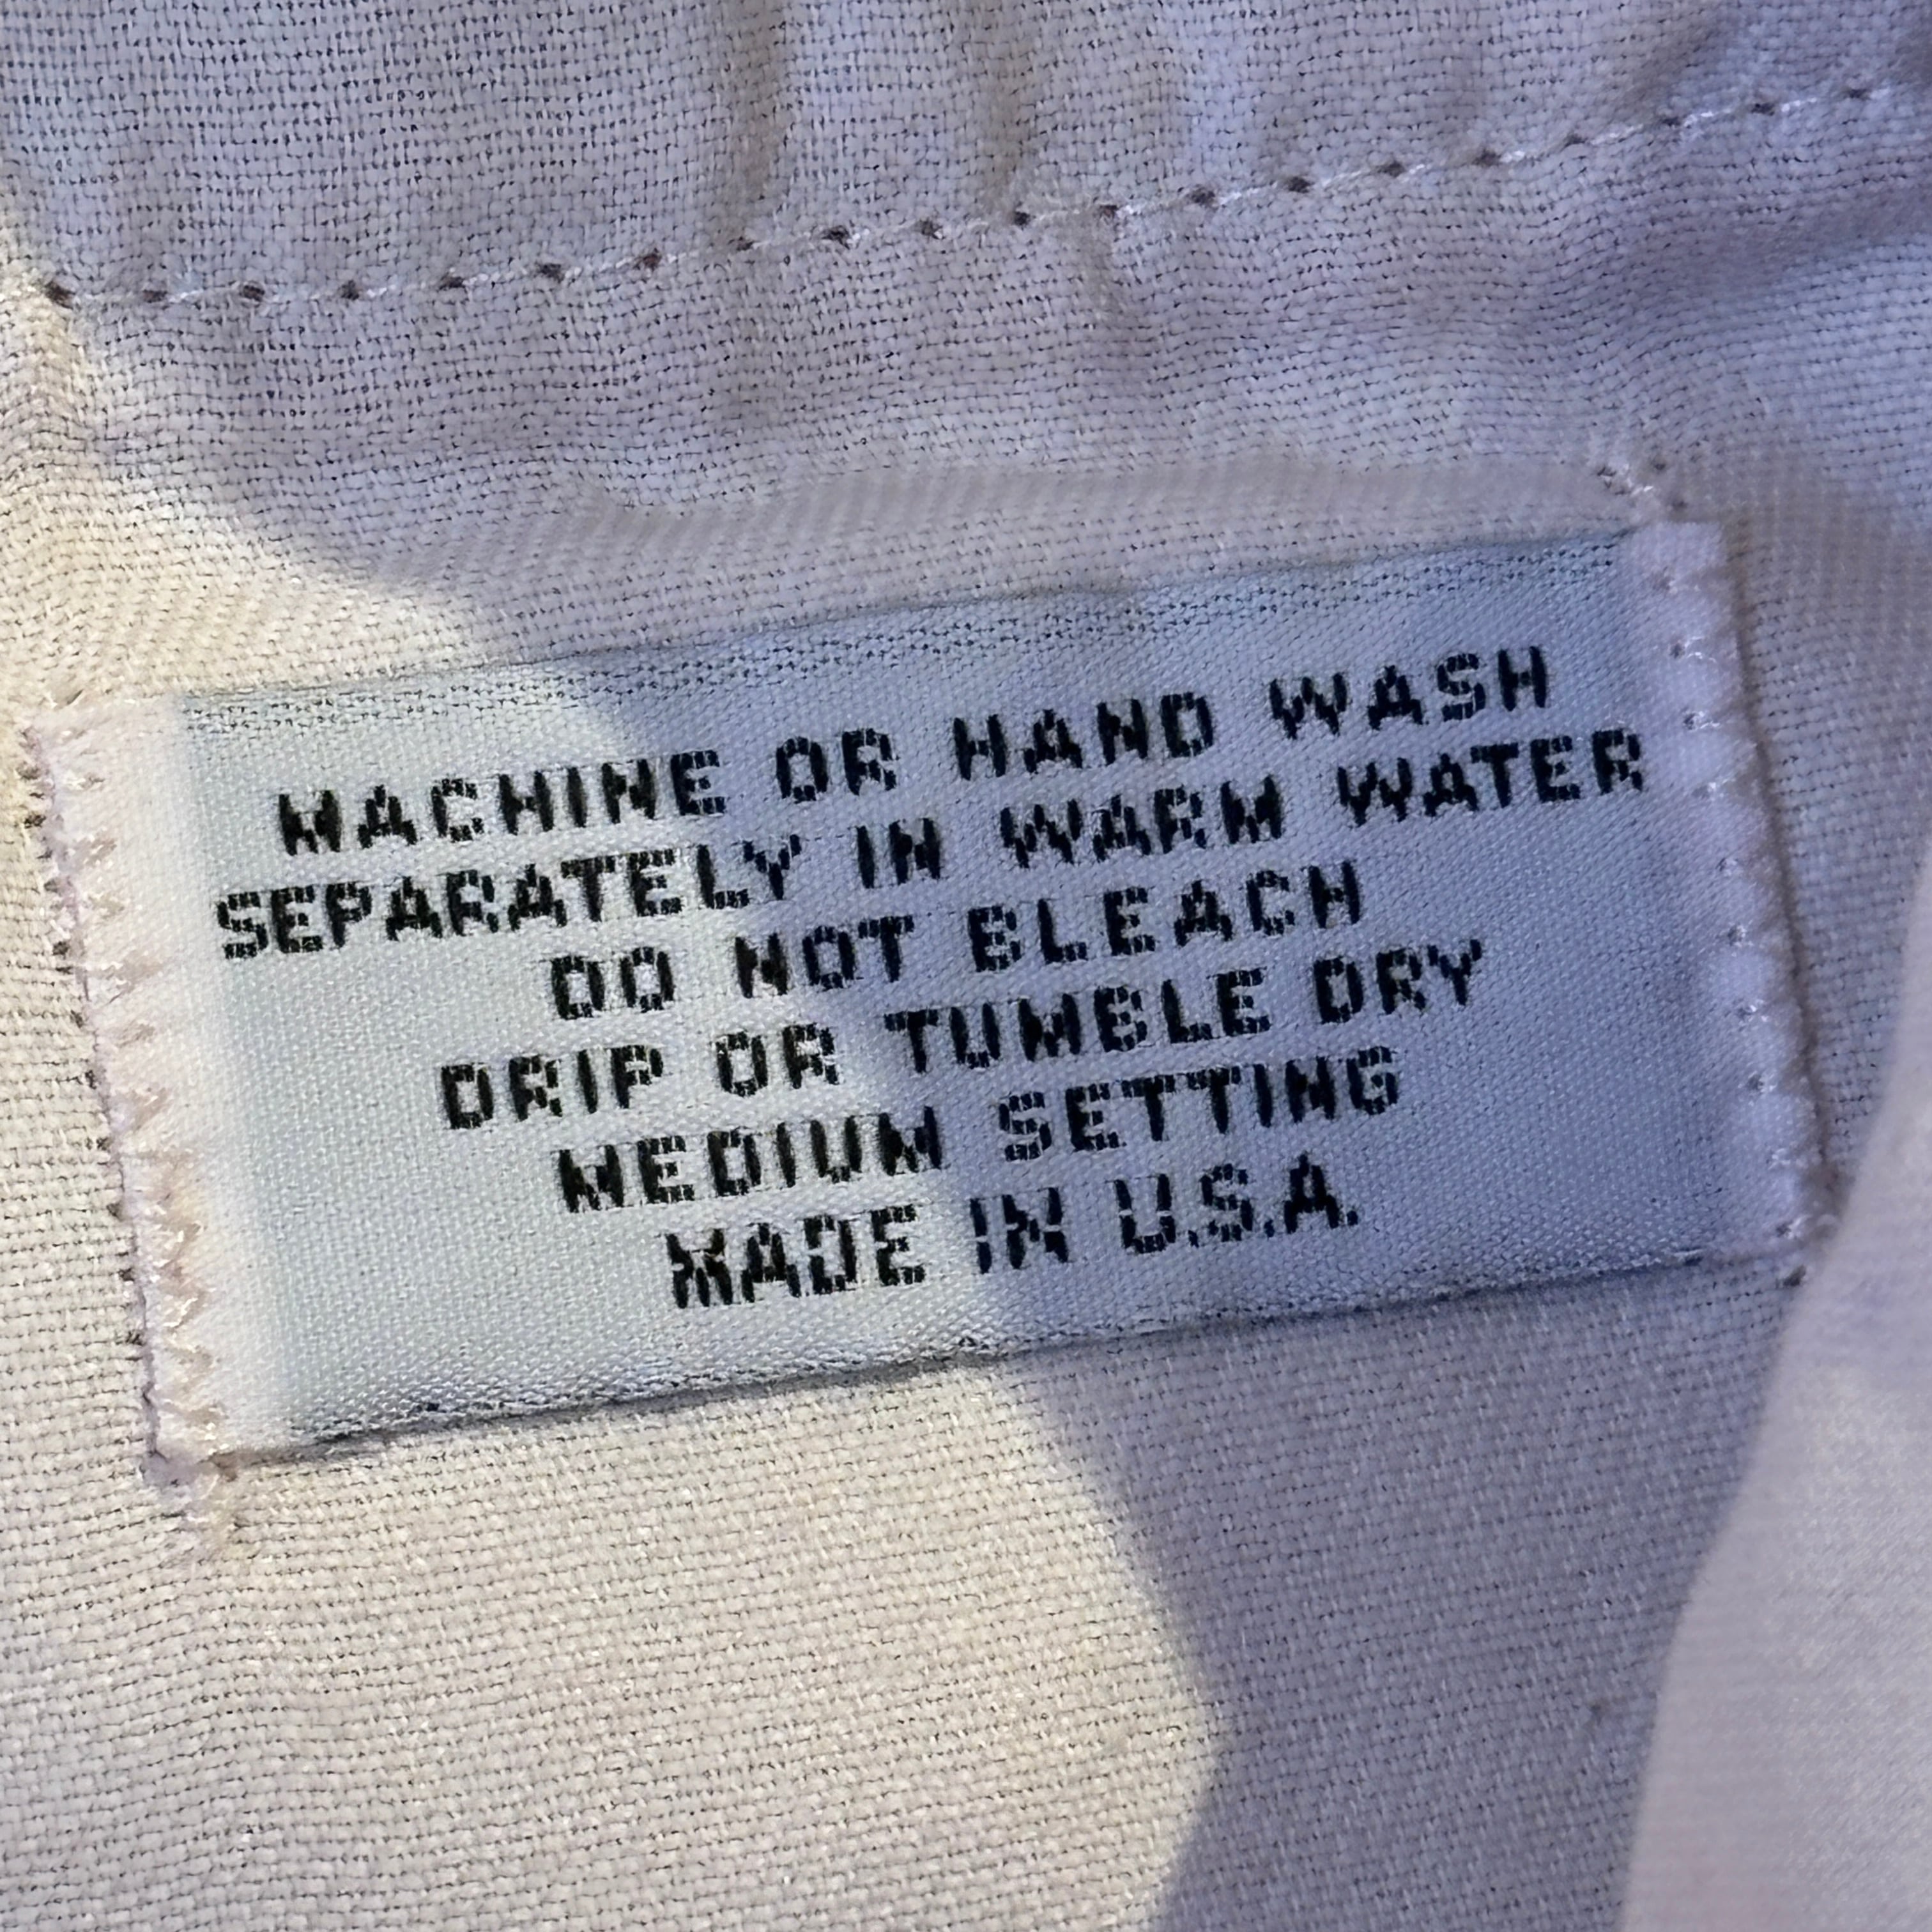 MACHINE OR HAND WASH
SEPARATELY IN WARM WATER
DO NOT BLEACH
DRIP OR TUMBLE DRY
MEDIUM SETTING
MADE IN U.S.A.